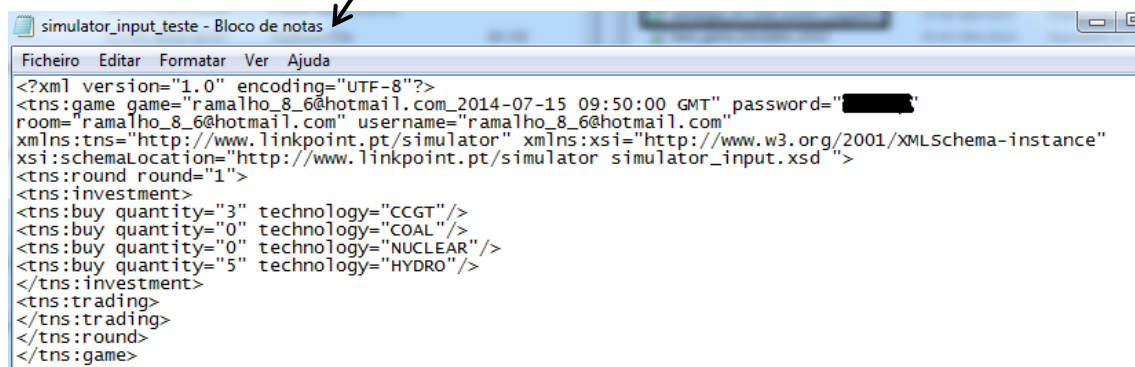 simulator_input_teste - Bloco de notas
Ficheiro Editar Formatar Ver Ajuda
<?xml version="1.0" encoding="UTF-8"?>
<tns:game game="ramalho_8_6@hotmail.com_2014-07-15 09:50:00 GMT" password=" "
room="ramalho_8_6@hotmail.com" username="ramalho_8_6@hotmail.com"
xmlns:tns="http://www.linkpoint.pt/simulator" xmlns:xsi="http://www.w3.org/2001/XMLSchema-instance"
xsi:schemaLocation="http://www.linkpoint.pt/simulator simulator_input.xsd ">
<tns:round round="1">
<tns:investment>
<tns:buy quantity="3" technology="CCGT"/>
<tns:buy quantity="0" technology="COAL"/>
<tns:buy quantity="0" technology="NUCLEAR"/>
<tns:buy quantity="5" technology="HYDRO"/>
</tns:investment>
<tns:trading>
</tns:trading>
</tns:round>
</tns:game>